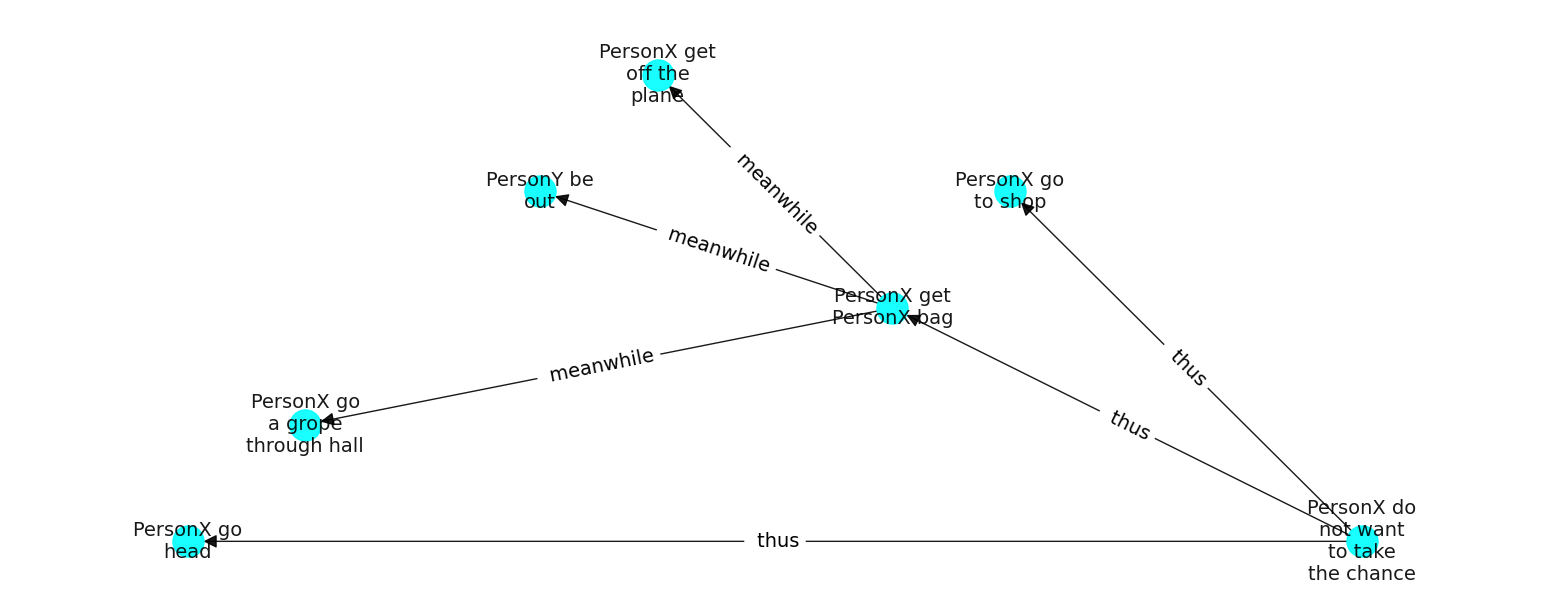 PersonX get
off the
plane
meanwhile
PersonY be
out
PersonX go
to shop
meanwhile
PersonX get
PersonX bag
meanwhile
thus
PersonX go
a grope
through hall
thus
PersonX do
not want
to take
the chance
PersonX go
head
thus